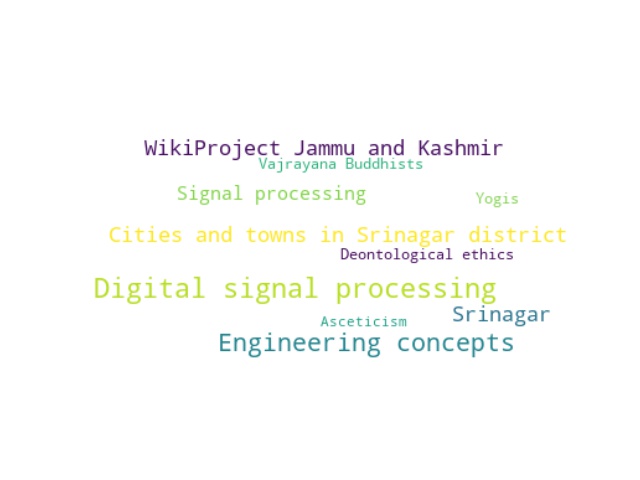 WikiProject Jammu and Kashmir
Vajrayana Buddhists
Signal processing
Yogis
Cities and towns in Srinagar district
Deontological ethics
Digital signal processing
Srinagar
Asceticism
Engineering concepts